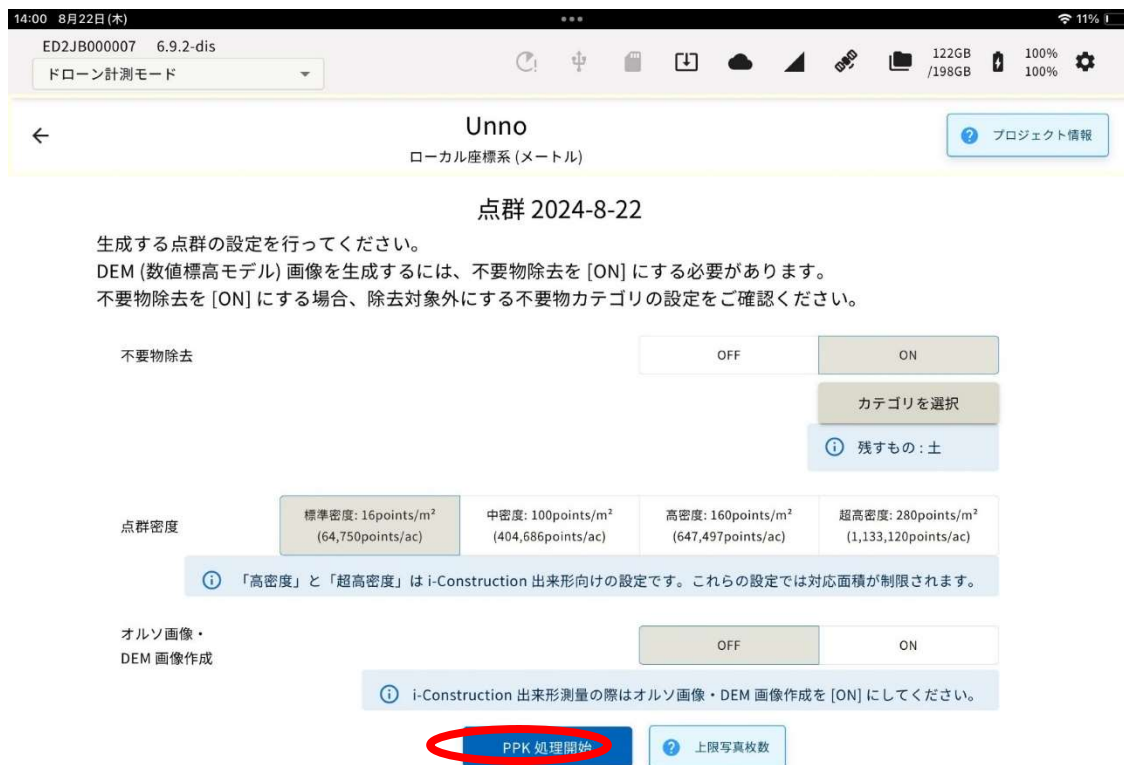 14:00 8月22日(木)
11%
ED2JB000007 6.9.2-dis
ドローン計測モード
122GB
/198GB
100%
100%
Unno
ローカル座標系 (メートル)
プロジェクト情報
点群 2024-8-22
生成する点群の設定を行ってください。
DEM (数値標高モデル) 画像を生成するには、不要物除去を [ON] にする必要があります。
不要物除去を [ON] にする場合、除去対象外にする不要物カテゴリの設定をご確認ください。
不要物除去
OFF
ON
カテゴリを選択
残すもの : 土
点群密度
標準密度: 16points/m²
(64,750points/ac)
中密度: 100points/m²
(404,686points/ac)
高密度: 160points/m²
(647,497points/ac)
超高密度: 280points/m²
(1,133,120points/ac)
「高密度」と「超高密度」は i-Construction 出来形向けの設定です。これらの設定では対応面積が制限されます。
オルソ画像・
DEM 画像作成
OFF
ON
i-Construction 出来形測量の際はオルソ画像・DEM 画像作成を [ON] にしてください。
PPK 処理開始
上限写真枚数